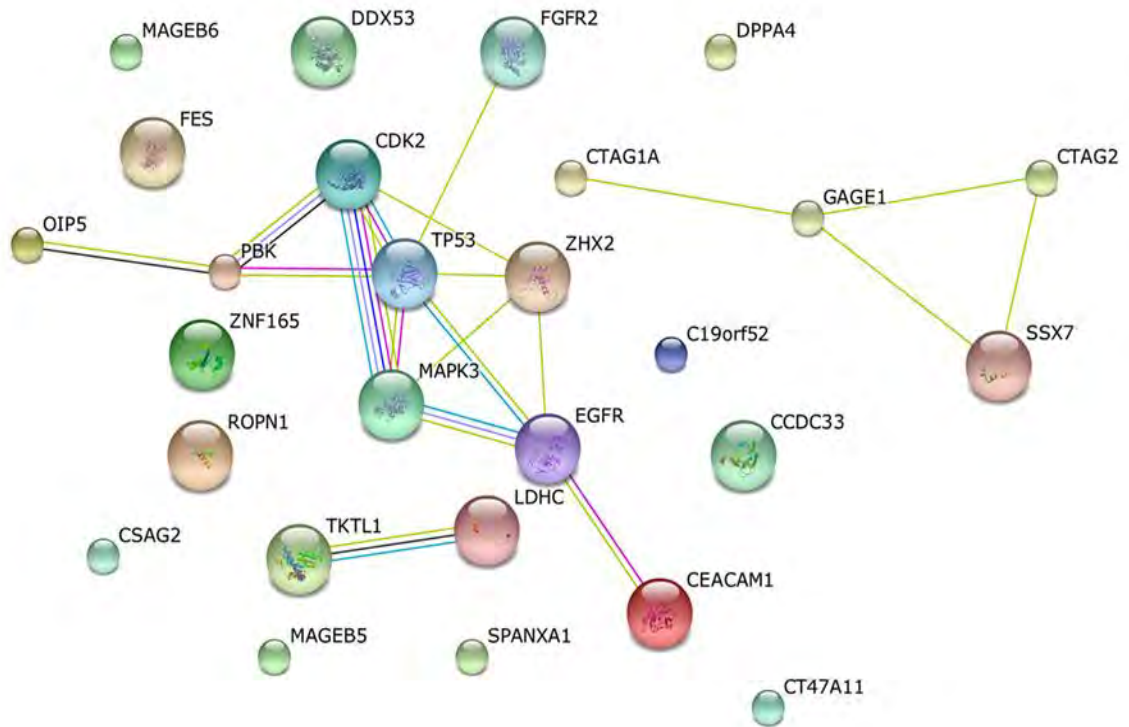 MAGEB6
DDX53
FGFR2
DPPA4
FES
CDK2
CTAG1A
CTAG2
GAGE1
OIP5
PBK
TP53
ZHX2
ZNF165
C19orf52
SSX7
MAPK3
ROPN1
EGFR
CCDC33
LDHC
CSAG2
TKTL1
CEACAM1
MAGEB5
SPANXA1
CT47A11